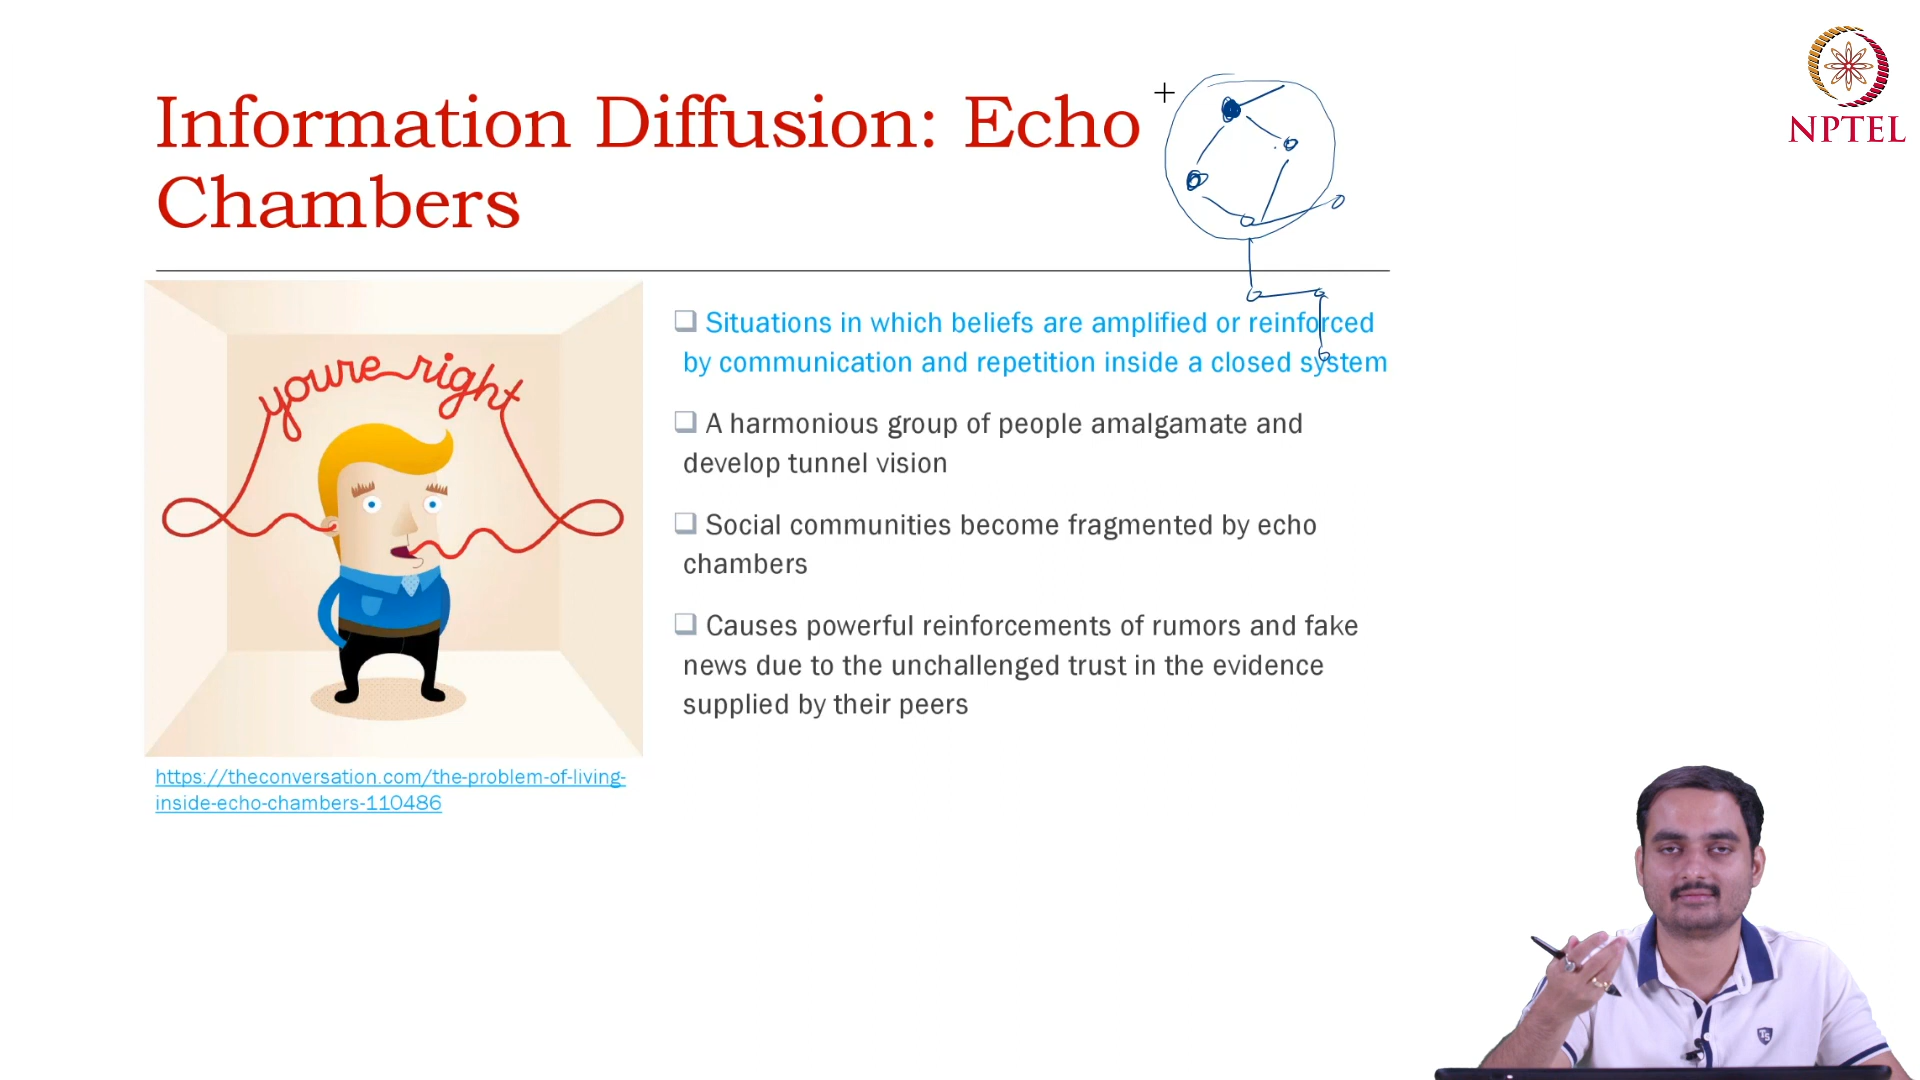 Information Diffusion: Echo
Chambers
NPTEL
you're right
❑ Situations in which beliefs are amplified or reinforced
by communication and repetition inside a closed system
❑ A harmonious group of people amalgamate and
develop tunnel vision
❑ Social communities become fragmented by echo
chambers
❑ Causes powerful reinforcements of rumors and fake
news due to the unchallenged trust in the evidence
supplied by their peers
https://theconversation.com/the-problem-of-living-
inside-echo-chambers-110486
TS